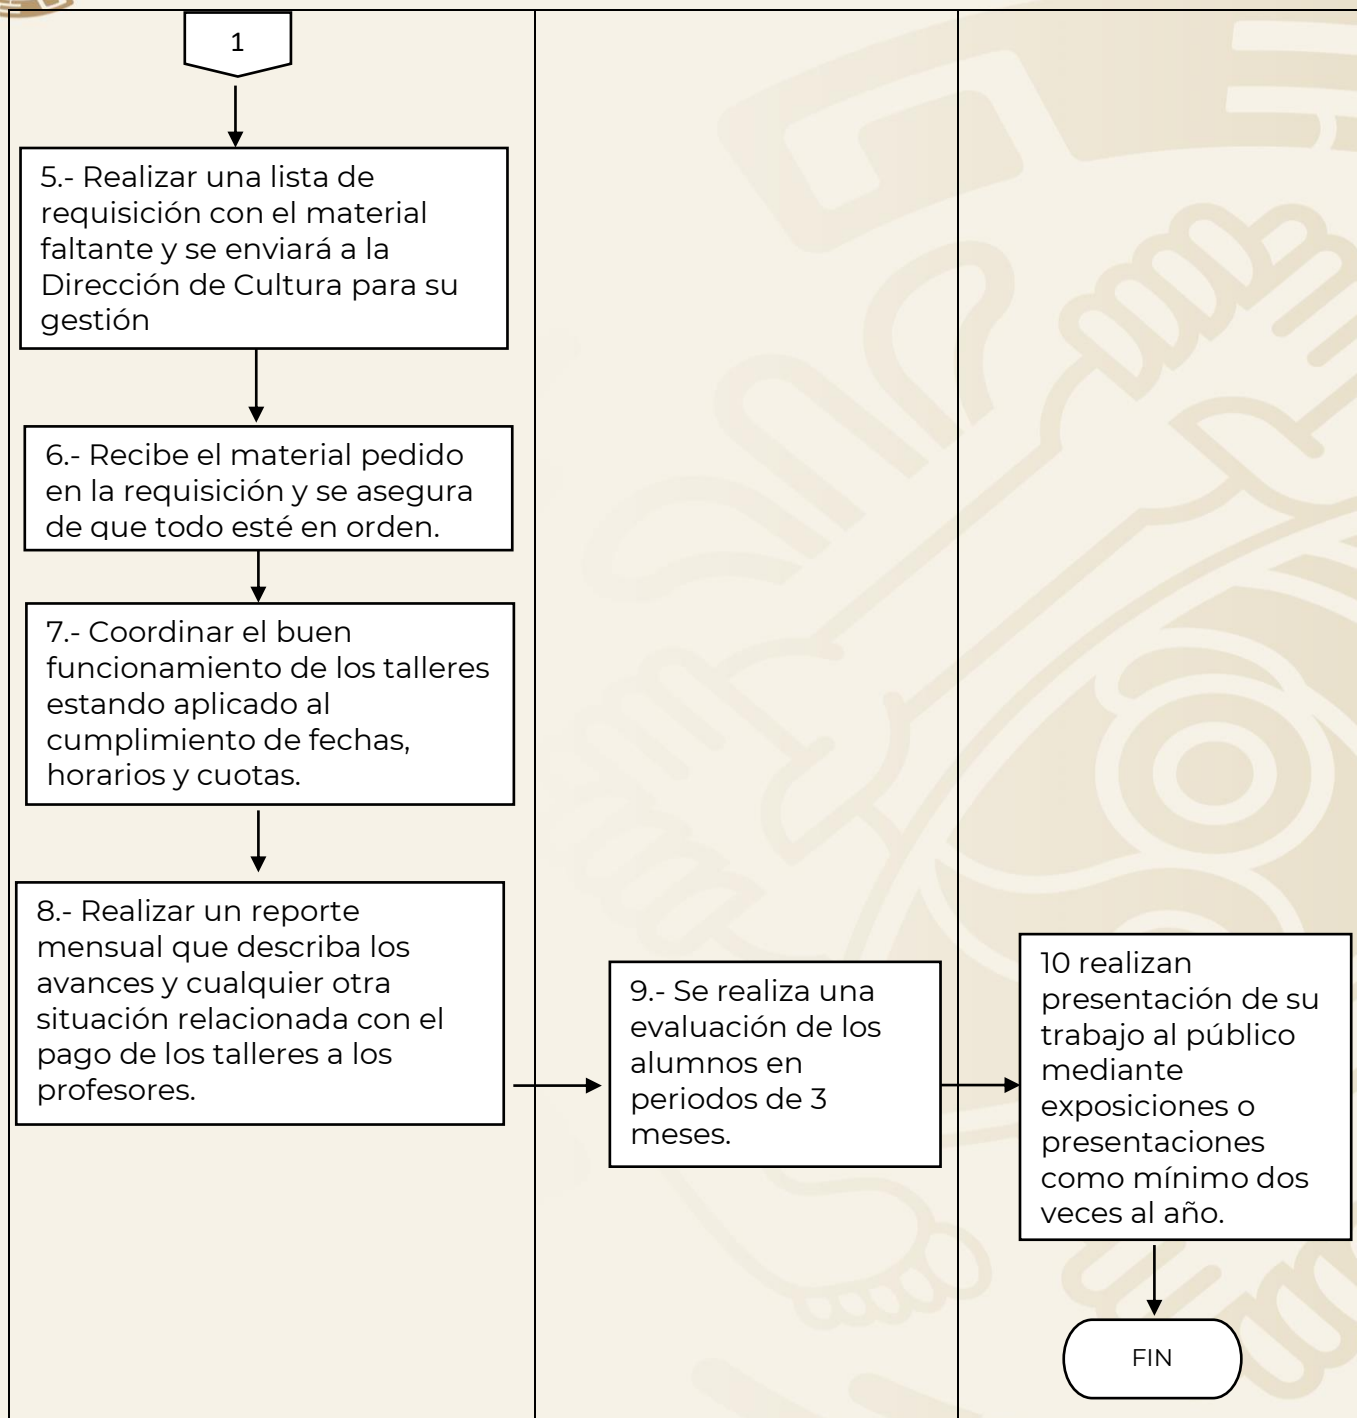 1
5.- Realizar una lista de
requisición con el material
faltante y se enviará a la
Dirección de Cultura para su
gestión
6.- Recibe el material pedido
en la requisición y se asegura
de que todo esté en orden.
7.- Coordinar el buen
funcionamiento de los talleres
estando aplicado al
cumplimiento de fechas,
horarios y cuotas.
8.- Realizar un reporte
mensual que describa los
avances y cualquier otra
situación relacionada con el
pago de los talleres a los
profesores.
9.- Se realiza una
evaluación de los
alumnos en
periodos de 3
meses.
10 realizan
presentación de su
trabajo al público
mediante
exposiciones o
presentaciones
como mínimo dos
veces al año.
FIN